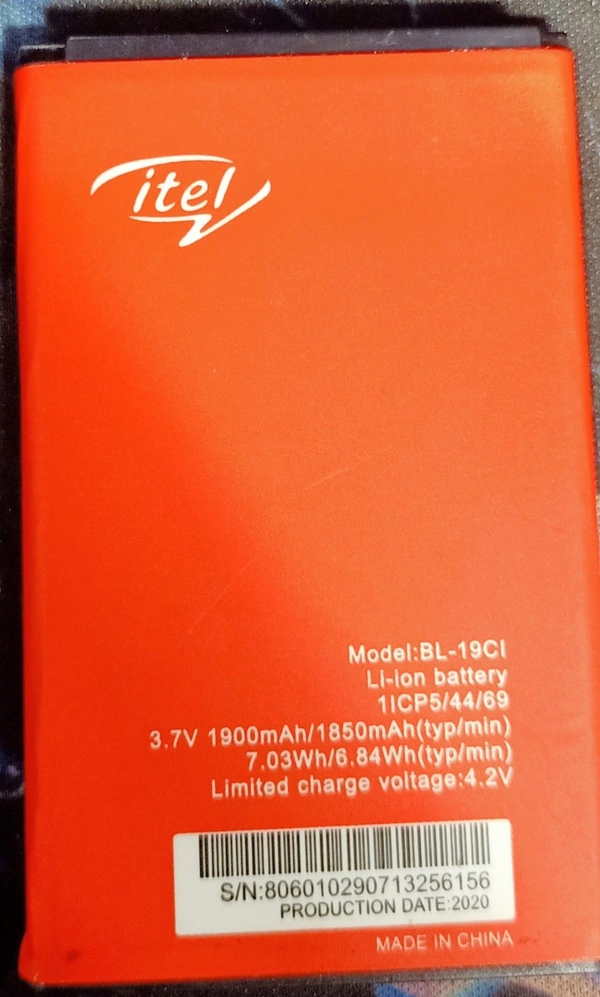 itel
Model:BL-19CI
Li-ion battery
1ICP5/44/69
3.7V 1900mAh/1850mAh(typ/min)
7.03Wh/6.84Wh(typ/min)
Limited charge voltage:4.2V
S/N:806010290713256156
PRODUCTION DATE:2020
MADE IN CHINA